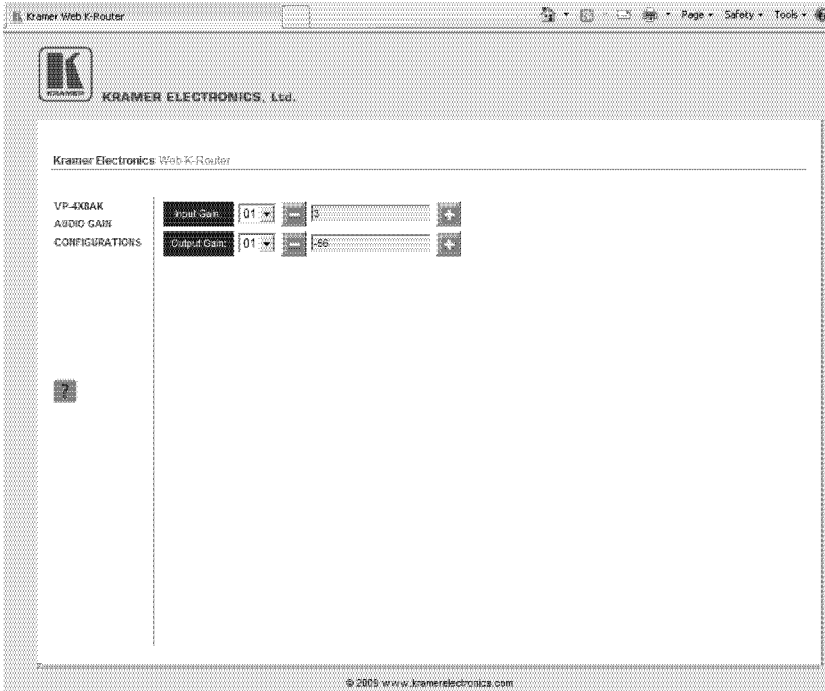 Kramer Web K-Router
Page Safety Tools
K
KRAMER
KRAMER ELECTRONICS, Ltd.
Kramer Electronics Web K-Router
VP-4X8AK
AUDIO GAIN
CONFIGURATIONS
Input Gain: 01 - 3 +
Output Gain: 01 - +
?
© 2009 www.kramerelectronics.com